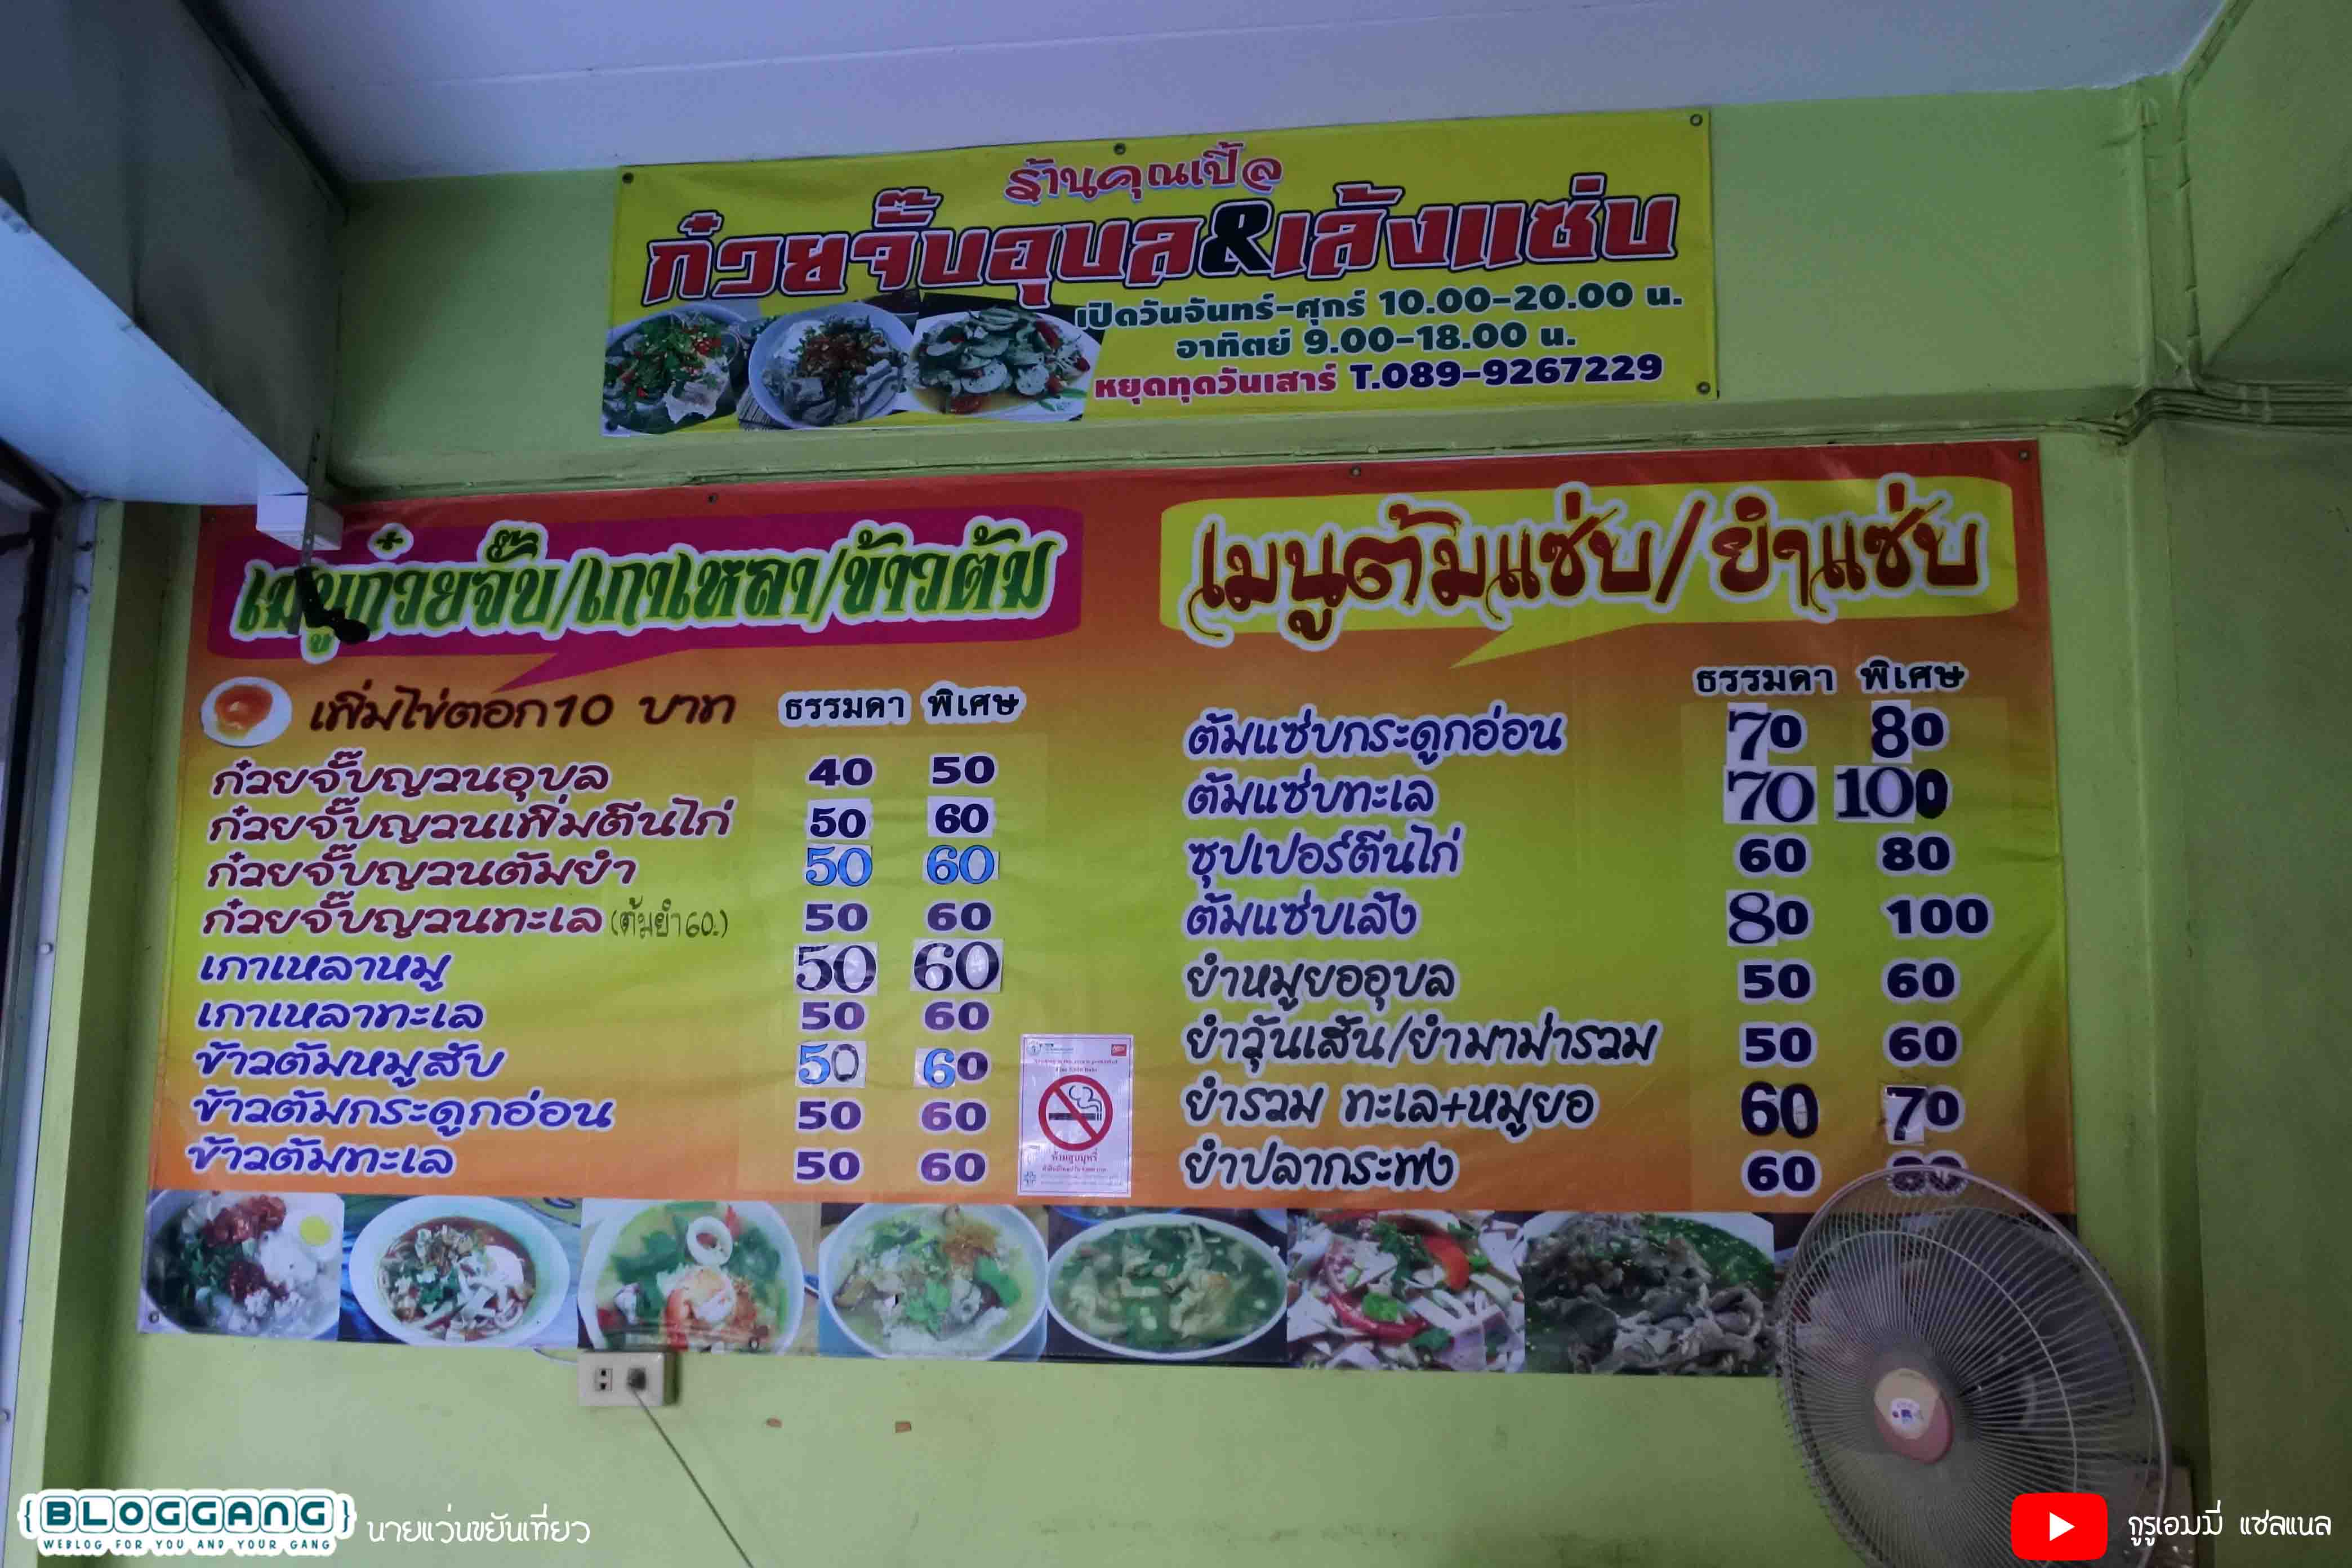 ร้านคุณเปิ้ล
ก๋วยจั๊บอุบล&เล้งแซ่บ
เปิดวันจันทร์-ศุกร์ 10.00-20.00 น.
อาทิตย์ 9.00-18.00 น.
หยุดทุดวันเสาร์ T.089-9267229
เมนูก๋วยจั๊บ/เกาเหลา/ข้าวต้ม
เพิ่มไข่ตอก10 บาท ธรรมดา พิเศษ
ก๋วยจั๊บญวนอุบล 40 50
ก๋วยจั๊บญวนเพิ่มตีนไก่ 50 60
ก๋วยจั๊บญวนต้มยำ 50 60
ก๋วยจั๊บญวนทะเล (ต้มยำ 60.) 50 60
เกาเหลาหมู 50 60
เกาเหลาทะเล 50 60
ข้าวต้มหมูสับ 50 60
ข้าวต้มกระดูกอ่อน 50 60
ข้าวต้มทะเล 50 60
เมนูต้มแซ่บ/ยำแซ่บ
ธรรมดา พิเศษ
ต้มแซ่บกระดูกอ่อน 70 80
ต้มแซ่บทะเล 70 100
ซุปเปอร์ตีนไก่ 60 80
ต้มแซ่บเล้ง 80 100
ยำหมูยออุบล 50 60
ยำวุ้นเส้น/ยำมาม่ารวม 50 60
ยำรวม ทะเล+หมูยอ 60 70
ยำปลากระพง 60
ห้ามสูบบุหรี่
{BLOGGANG}
WEBLOG FOR YOU AND YOUR GANG
นายแว่นขยันเที่ยว
กูรูเอมมี่ แชลแนล